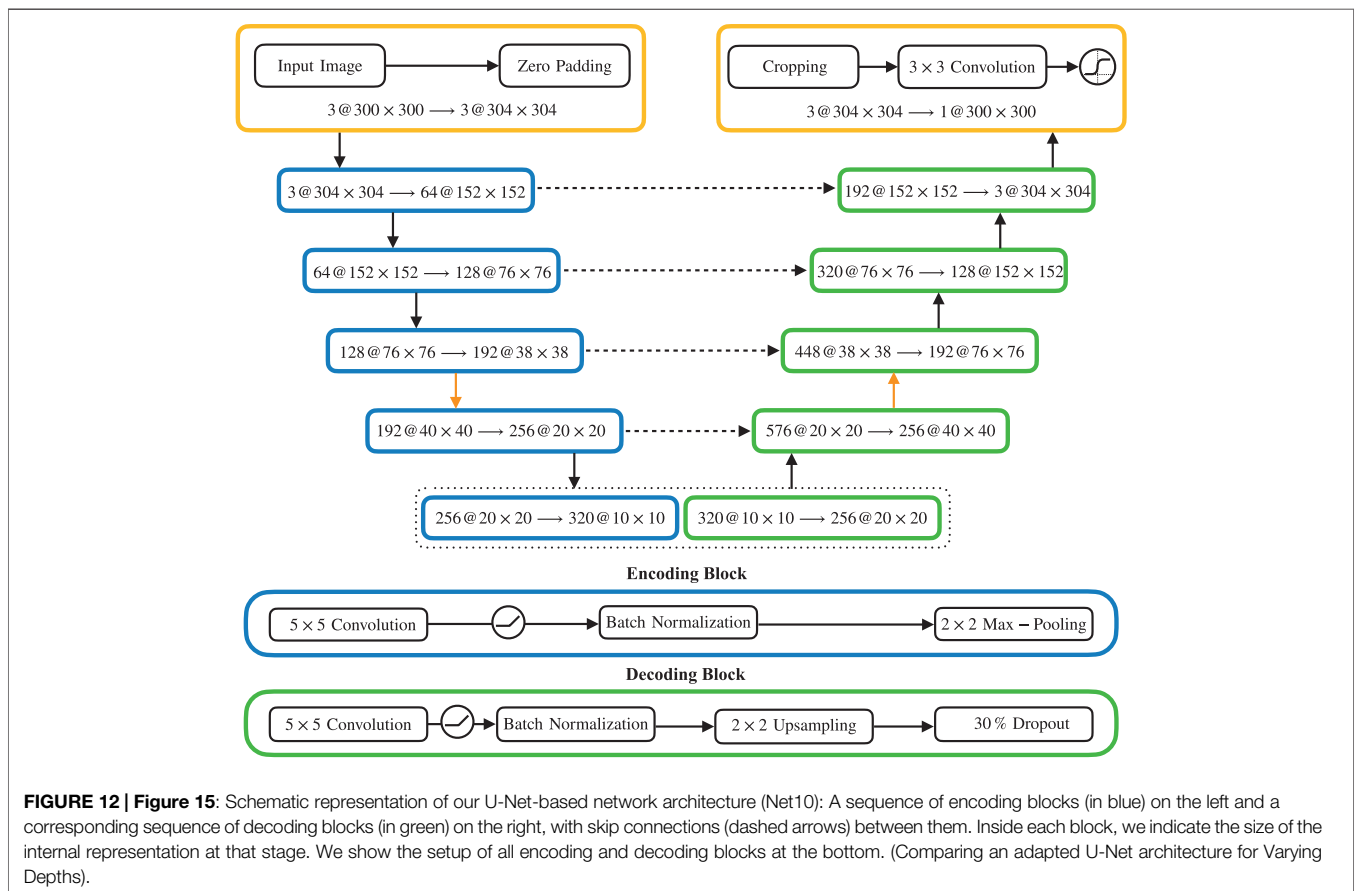 Input Image
Zero Padding
3@300 × 300 ⟶ 3@304 × 304
Cropping
3 × 3 Convolution
3@304 × 304 ⟶ 1@300 × 300
3@304 × 304 ⟶ 64@152 × 152
192@152 × 152 ⟶ 3@304 × 304
64@152 × 152 ⟶ 128@76 × 76
320@76 × 76 ⟶ 128@152 × 152
128@76 × 76 ⟶ 192@38 × 38
448@38 × 38 ⟶ 192@76 × 76
192@40 × 40 ⟶ 256@20 × 20
576@20 × 20 ⟶ 256@40 × 40
256@20 × 20 ⟶ 320@10 × 10
320@10 × 10 ⟶ 256@20 × 20
Encoding Block
5 × 5 Convolution
Batch Normalization
2 × 2 Max − Pooling
Decoding Block
5 × 5 Convolution
Batch Normalization
2 × 2 Upsampling
30 % Dropout
FIGURE 12 | Figure 15: Schematic representation of our U-Net-based network architecture (Net10): A sequence of encoding blocks (in blue) on the left and a
corresponding sequence of decoding blocks (in green) on the right, with skip connections (dashed arrows) between them. Inside each block, we indicate the size of the
internal representation at that stage. We show the setup of all encoding and decoding blocks at the bottom. (Comparing an adapted U-Net architecture for Varying
Depths).